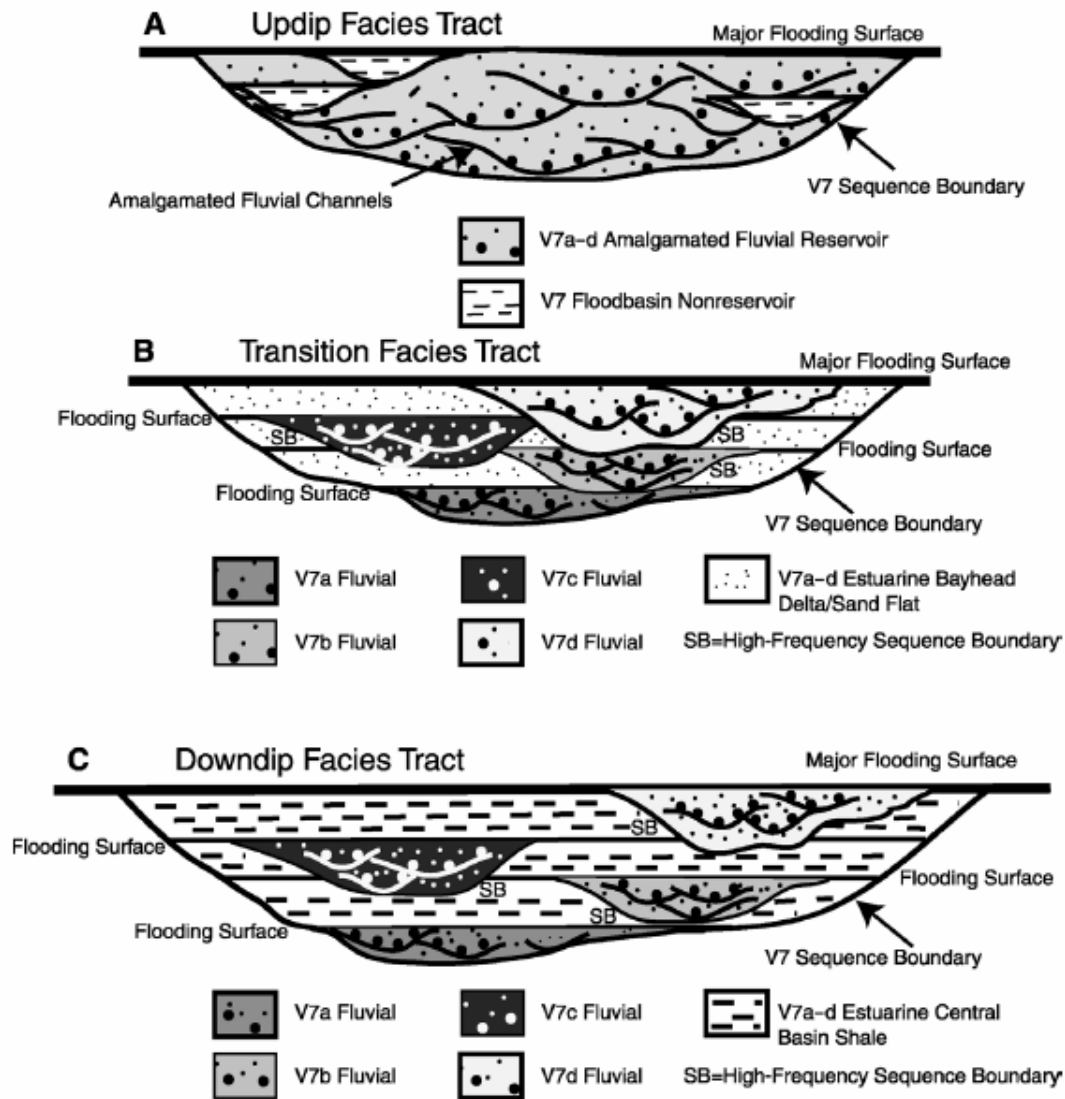 A Updip Facies Tract
Major Flooding Surface
Amalgamated Fluvial Channels
V7 Sequence Boundary
V7a-d Amalgamated Fluvial Reservoir
V7 Floodbasin Nonreservoir
B Transition Facies Tract
Major Flooding Surface
Flooding Surface
SB
SB
Flooding Surface
SB
Flooding Surface
V7 Sequence Boundary
V7a Fluvial
V7c Fluvial
V7a-d Estuarine Bayhead
Delta/Sand Flat
V7b Fluvial
V7d Fluvial
SB=High-Frequency Sequence Boundary
C Downdip Facies Tract
Major Flooding Surface
SB
Flooding Surface
SB
Flooding Surface
SB
Flooding Surface
V7 Sequence Boundary
V7a Fluvial
V7c Fluvial
V7a-d Estuarine Central
Basin Shale
V7b Fluvial
V7d Fluvial
SB=High-Frequency Sequence Boundary